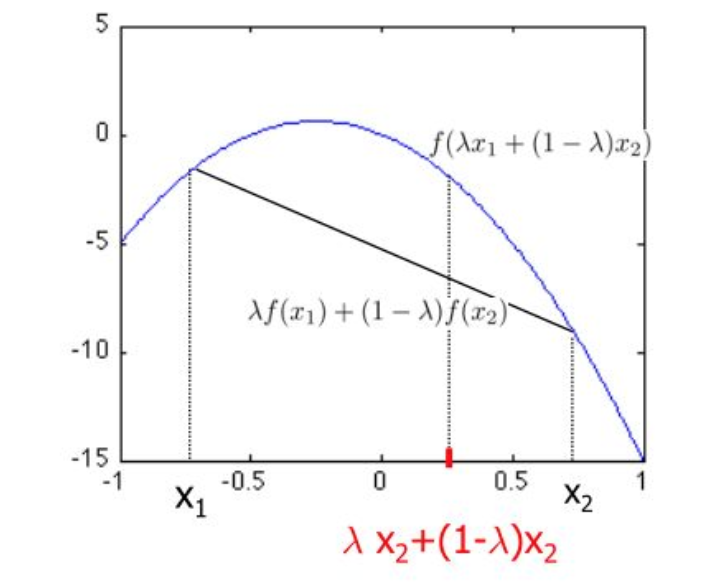 5
0
f(λx₁ + (1 − λ)x₂)
-5
λf(x₁) + (1 − λ)f(x₂)
-10
-15
-1 -0.5 0 0.5 1
x₁ x₂
λ x₂+(1-λ)x₂